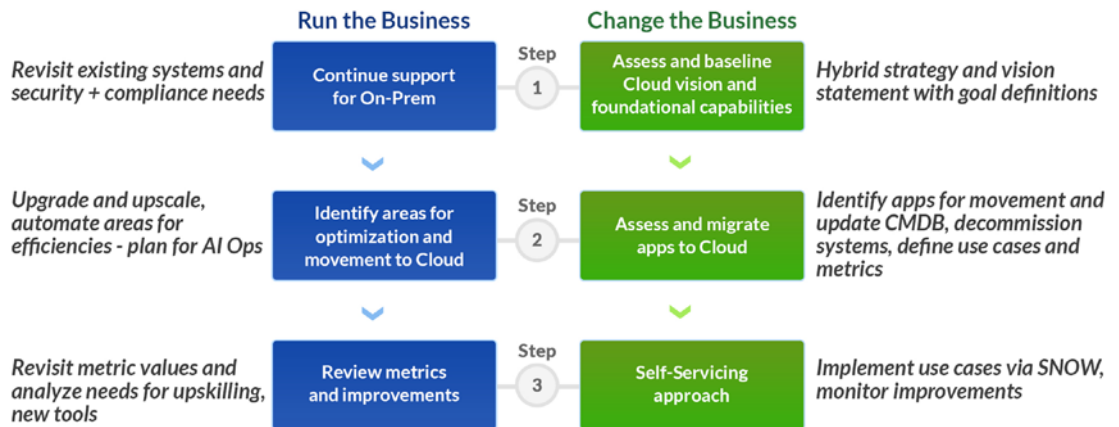 Run the Business
Change the Business
Revisit existing systems and
security + compliance needs
Continue support
for On-Prem
Step
1
Assess and baseline
Cloud vision and
foundational capabilities
Hybrid strategy and vision
statement with goal definitions
Upgrade and upscale,
automate areas for
efficiencies - plan for AI Ops
Identify areas for
optimization and
movement to Cloud
Step
2
Assess and migrate
apps to Cloud
Identify apps for movement and
update CMDB, decommission
systems, define use cases and
metrics
Revisit metric values and
analyze needs for upskilling,
new tools
Review metrics
and improvements
Step
3
Self-Servicing
approach
Implement use cases via SNOW,
monitor improvements